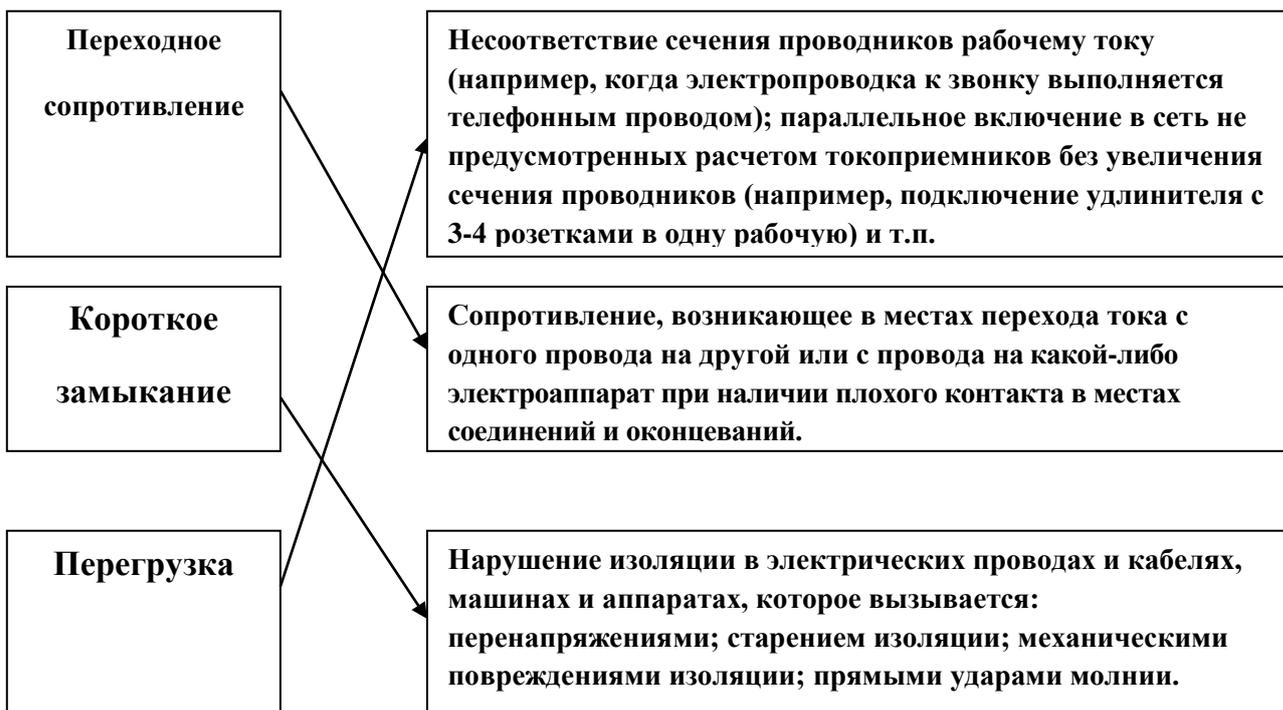 Переходное
сопротивление
Несоответствие сечения проводников рабочему току
(например, когда электропроводка к звонку выполняется
телефонным проводом); параллельное включение в сеть не
предусмотренных расчетом токоприемников без увеличения
сечения проводников (например, подключение удлинителя с
3-4 розетками в одну рабочую) и т.п.
Короткое
замыкание
Сопротивление, возникающее в местах перехода тока с
одного провода на другой или с провода на какой-либо
электроаппарат при наличии плохого контакта в местах
соединений и оконцеваний.
Перегрузка
Нарушение изоляции в электрических проводах и кабелях,
машинах и аппаратах, которое вызывается:
перенапряжениями; старением изоляции; механическими
повреждениями изоляции; прямыми ударами молнии.